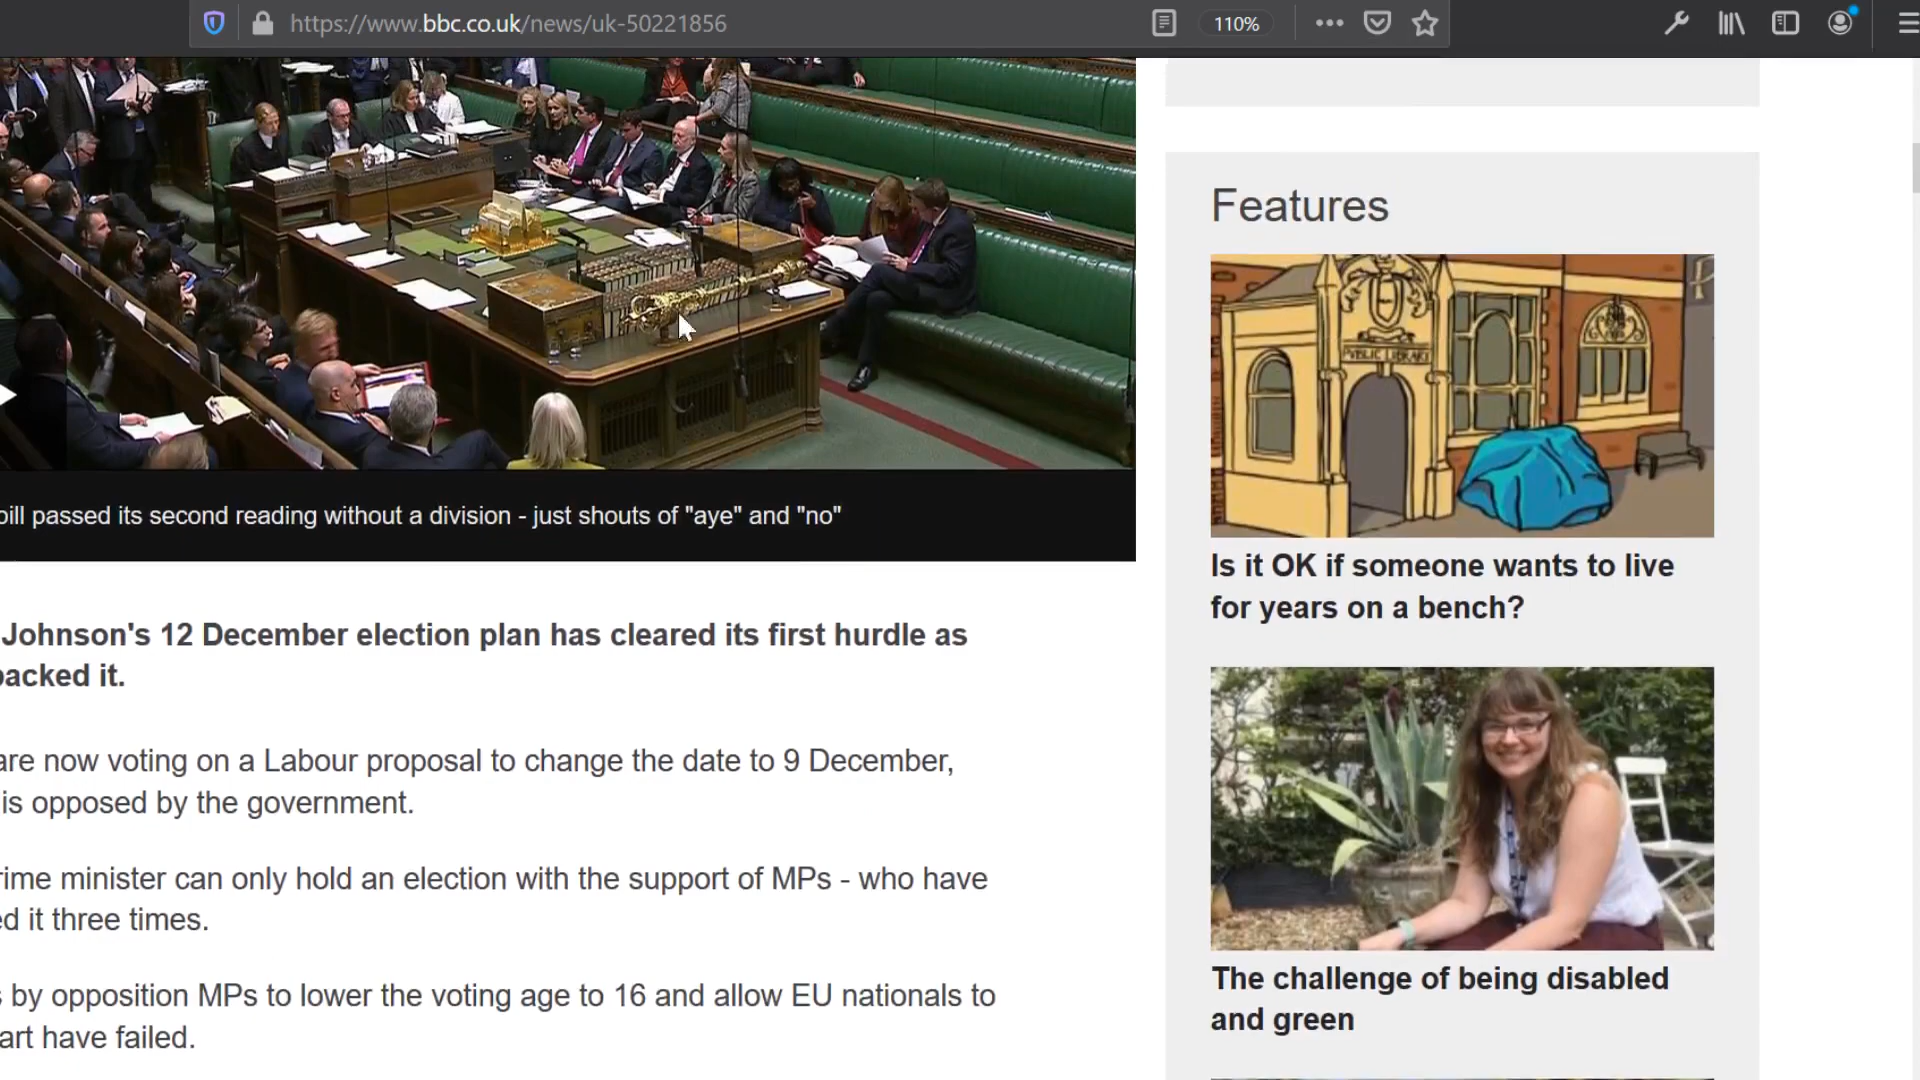 https://www.bbc.co.uk/news/uk-50221856
110%
bill passed its second reading without a division - just shouts of "aye" and "no"
Johnson's 12 December election plan has cleared its first hurdle as
backed it.
are now voting on a Labour proposal to change the date to 9 December,
is opposed by the government.
rime minister can only hold an election with the support of MPs - who have
ed it three times.
s by opposition MPs to lower the voting age to 16 and allow EU nationals to
art have failed.
Features
PUBLIC LIBRARY
Is it OK if someone wants to live
for years on a bench?
The challenge of being disabled
and green